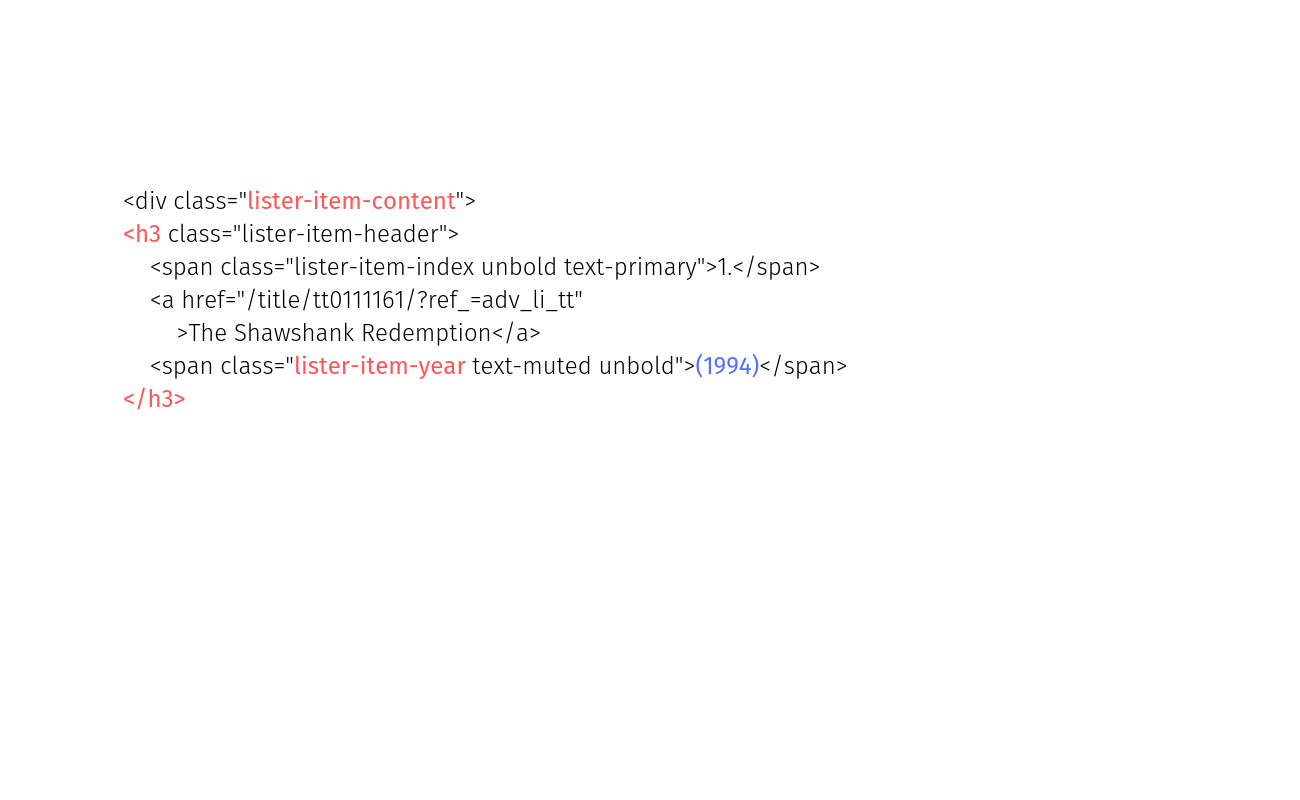 <div class="lister-item-content">
<h3 class="lister-item-header">
<span class="lister-item-index unbold text-primary">1.</span>
<a href="/title/tt0111161/?ref_=adv_li_tt"
>The Shawshank Redemption</a>
<span class="lister-item-year text-muted unbold">(1994)</span>
</h3>